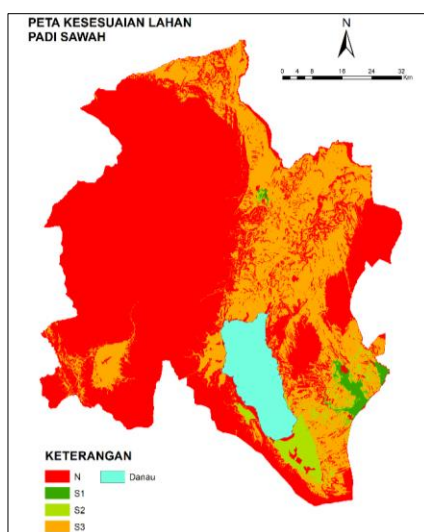 PETA KESESUAIAN LAHAN
PADI SAWAH
N
0 4 8 16 24 32
Km
KETERANGAN
N Danau
S1
S2
S3